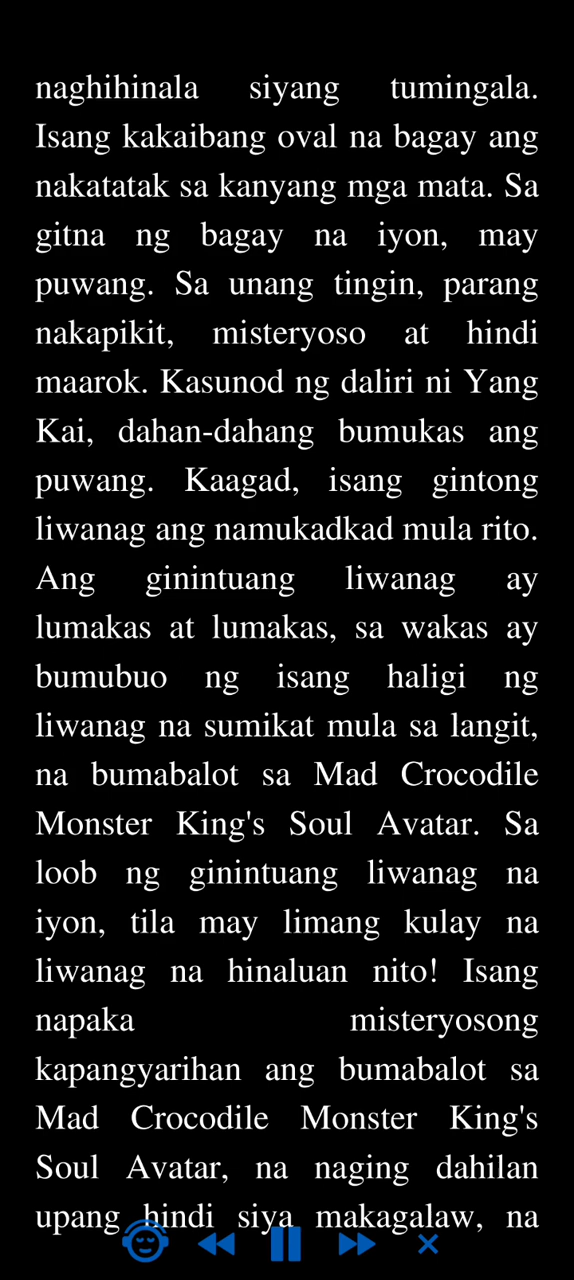 naghihinala siyang tumingala.
Isang kakaibang oval na bagay ang
nakatatak sa kanyang mga mata. Sa
gitna ng bagay na iyon, may
puwang. Sa unang tingin, parang
nakapikit, misteryoso at hindi
maarok. Kasunod ng daliri ni Yang
Kai, dahan-dahang bumukas ang
puwang. Kaagad, isang gintong
liwanag ang namukadkad mula rito.
Ang ginintuang liwanag ay
lumakas at lumakas, sa wakas ay
bumubuo ng isang haligi ng
liwanag na sumikat mula sa langit,
na bumabalot sa Mad Crocodile
Monster King's Soul Avatar. Sa
loob ng ginintuang liwanag na
iyon, tila may limang kulay na
liwanag na hinaluan nito! Isang
napaka misteryosong
kapangyarihan ang bumabalot sa
Mad Crocodile Monster King's
Soul Avatar, na naging dahilan
upang hindi siya makagalaw, na